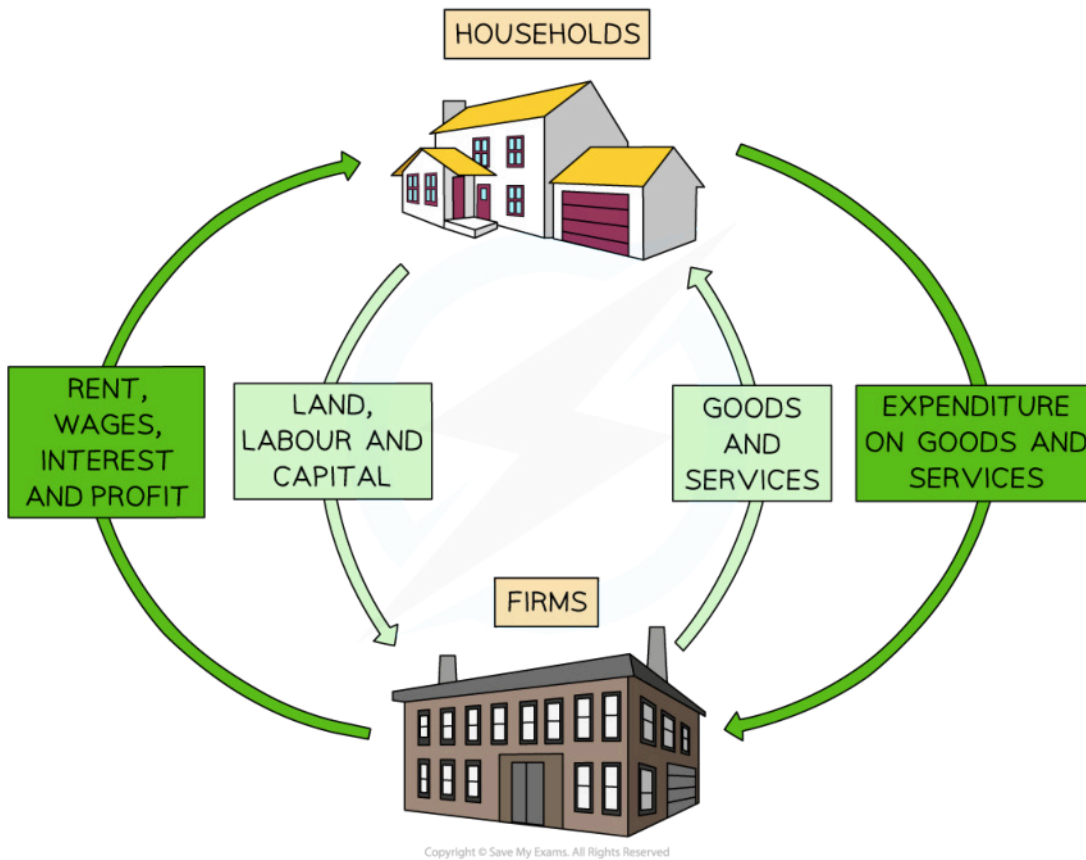 HOUSEHOLDS
RENT,
WAGES,
INTEREST
AND PROFIT
LAND,
LABOUR AND
CAPITAL
GOODS
AND
SERVICES
EXPENDITURE
ON GOODS AND
SERVICES
FIRMS
Copyright © Save My Exams. All Rights Reserved